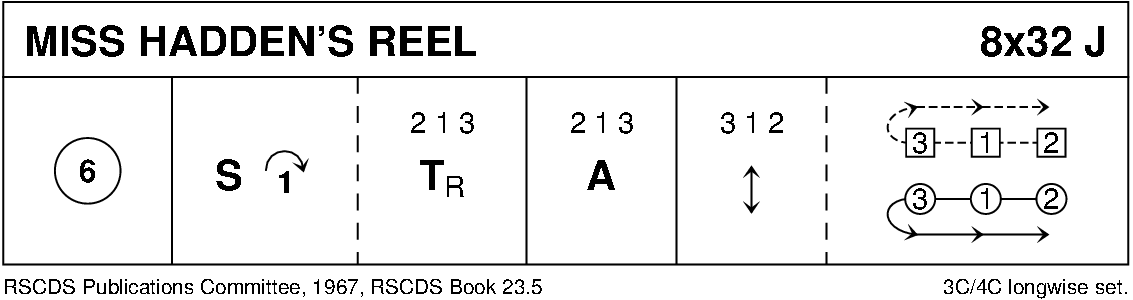 MISS HADDEN'S REEL 8x32 J
2 1 3 2 1 3 3 1 2
6 S 1 TR A
3 1 2
3 1 2
RSCDS Publications Committee, 1967, RSCDS Book 23.5 3C/4C longwise set.